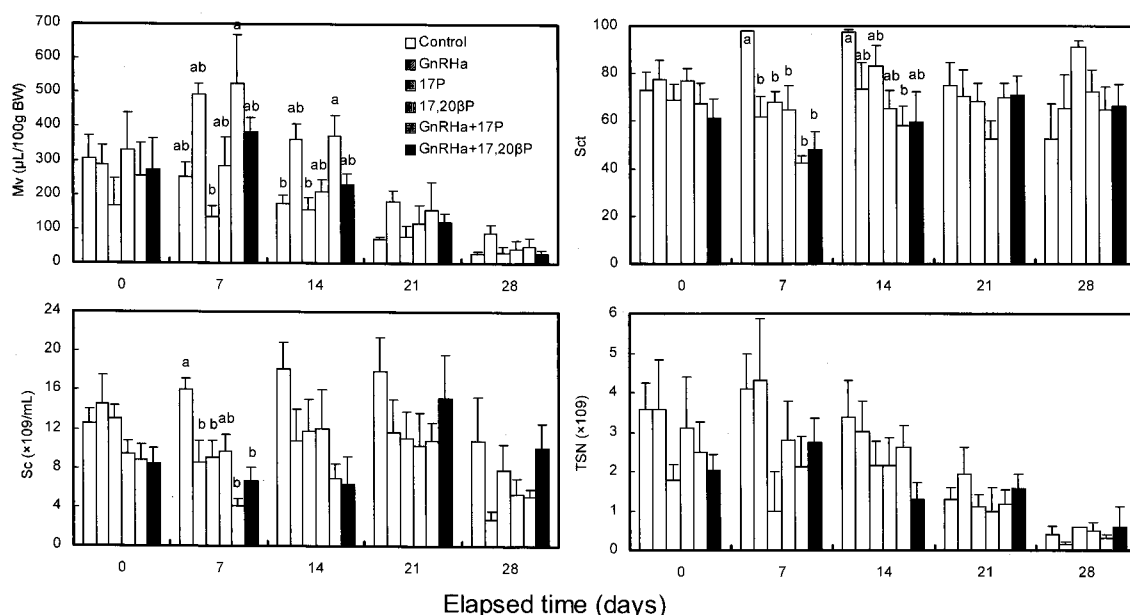 700
600
500
400
300
200
100
0
Mv (µL/100g BW)
ab
b
ab
a
ab
b
ab
b
ab
a
ab
Control
GnRHa
17P
17,20βP
GnRHa+17P
GnRHa+17,20βP
0 7 14 21 28
100
80
60
40
20
0
Sct
a
b b b
b
b
a
ab
ab
ab
b
ab
0 7 14 21 28
24
20
16
12
8
4
0
Sc (×109/mL)
a
b b ab
b
b
0 7 14 21 28
6
5
4
3
2
1
0
TSN (×109)
0 7 14 21 28
Elapsed time (days)